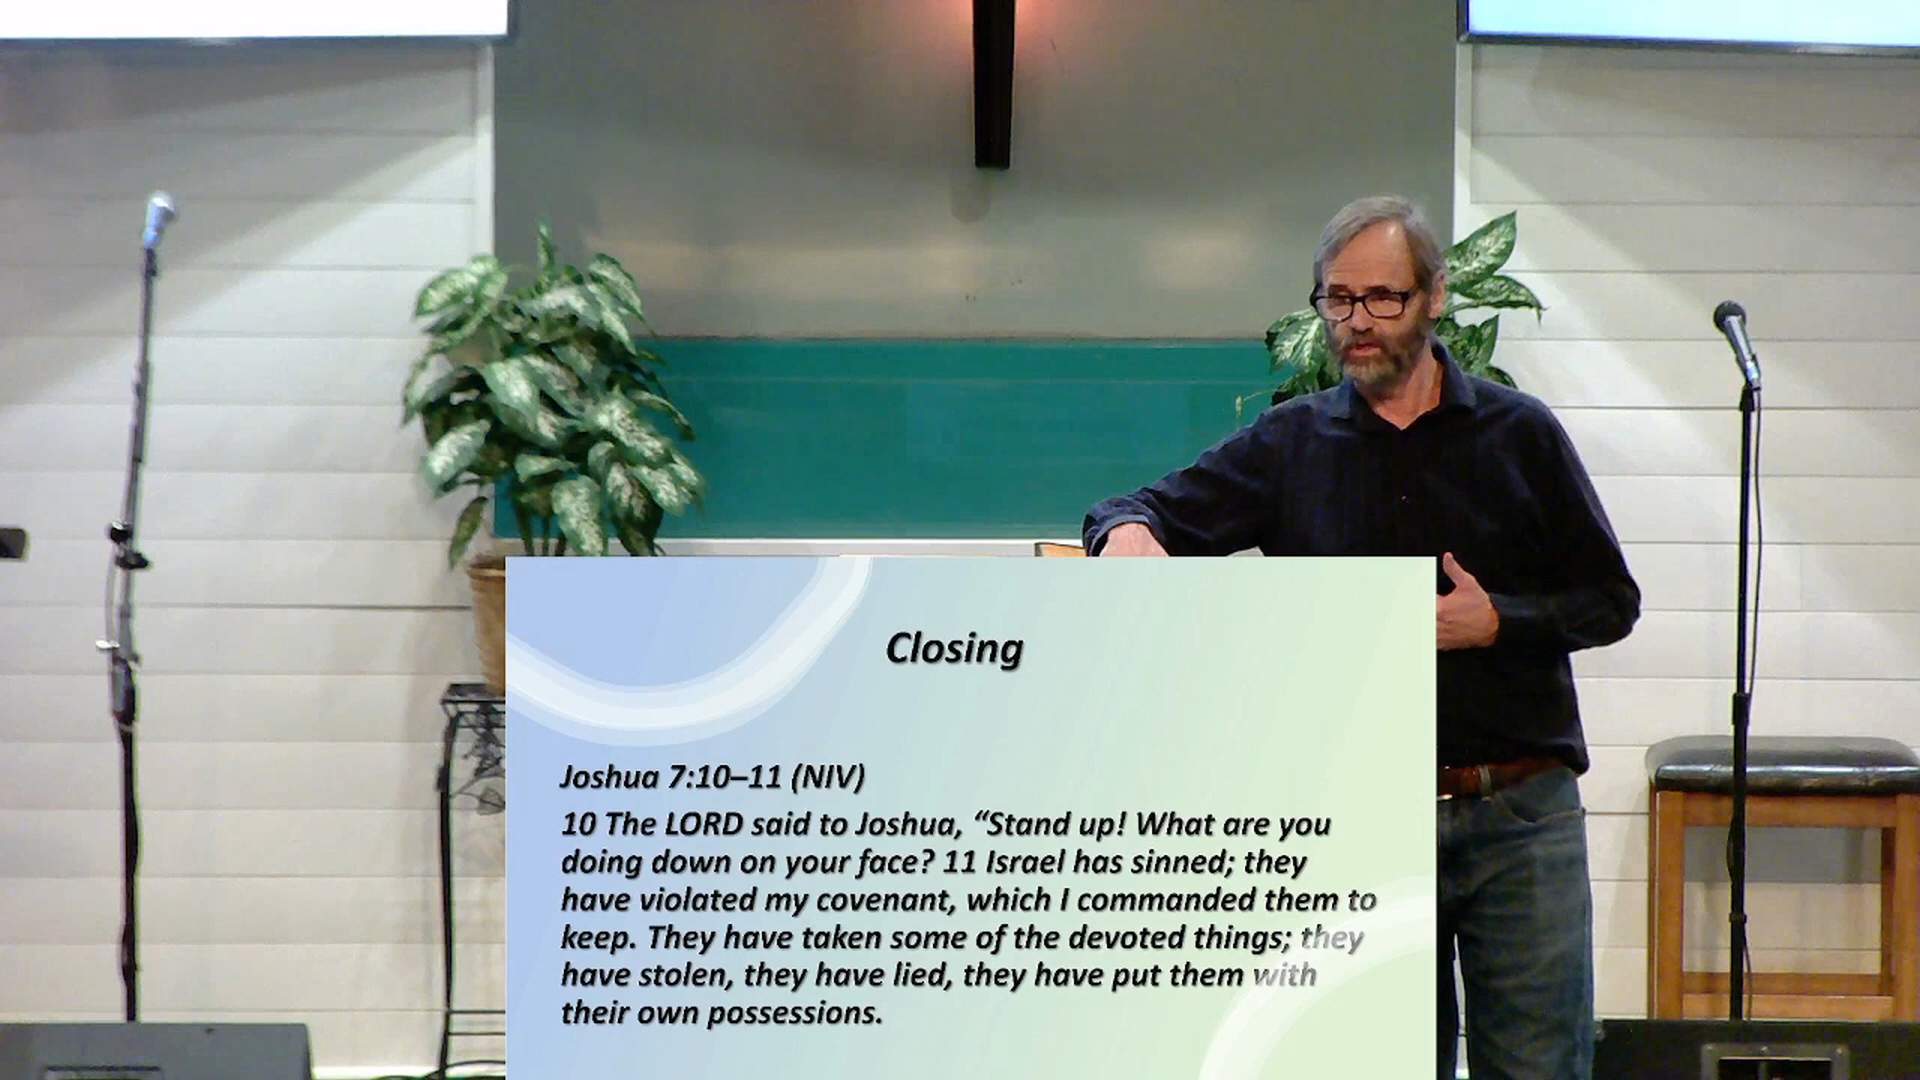 Closing
Joshua 7:10–11 (NIV)
10 The LORD said to Joshua, “Stand up! What are you
doing down on your face? 11 Israel has sinned; they
have violated my covenant, which I commanded them to
keep. They have taken some of the devoted things; they
have stolen, they have lied, they have put them with
their own possessions.